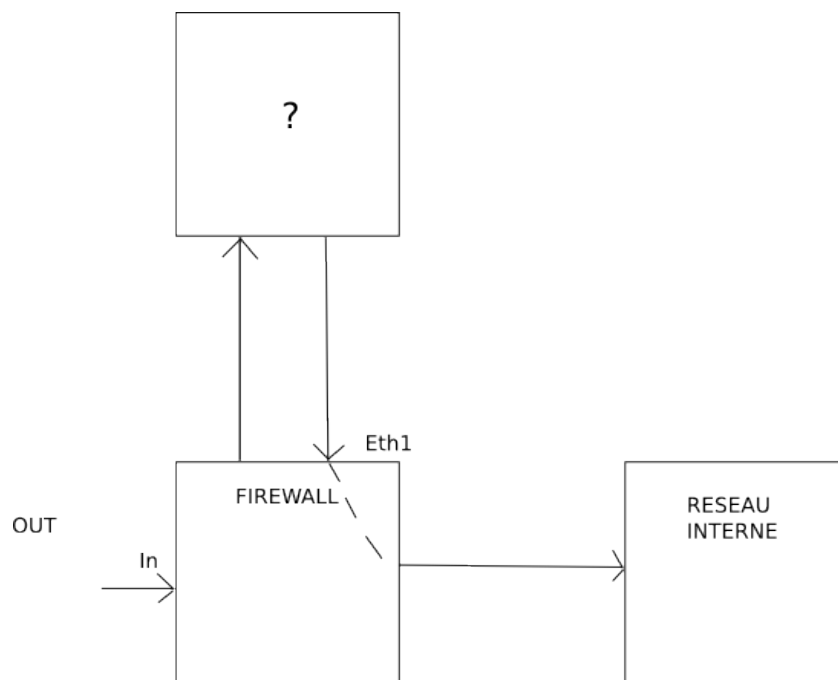 ?
Eth1
FIREWALL
RESEAU
INTERNE
OUT
In